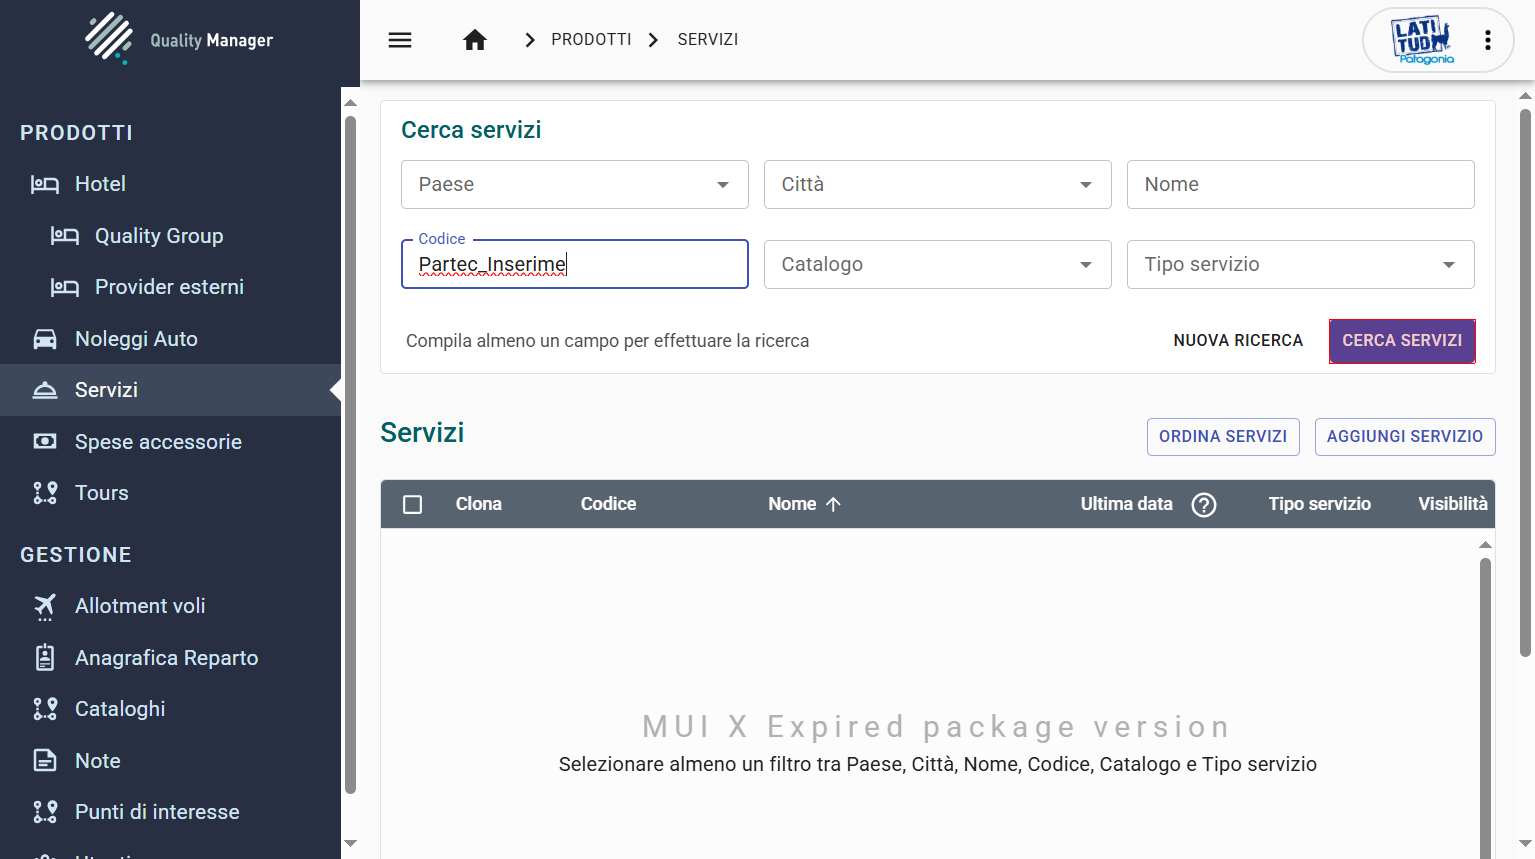 Quality Manager
PRODOTTI
SERVIZI
LATI
TUD
Patagonia
PRODOTTI
Hotel
Quality Group
Provider esterni
Noleggi Auto
Servizi
Spese accessorie
Tours
GESTIONE
Allotment voli
Anagrafica Reparto
Cataloghi
Note
Punti di interesse
Cerca servizi
Paese
Città
Nome
Codice
Partec_Inserime
Catalogo
Tipo servizio
Compila almeno un campo per effettuare la ricerca
NUOVA RICERCA
CERCA SERVIZI
Servizi
ORDINA SERVIZI
AGGIUNGI SERVIZIO
Clona
Codice
Nome
Ultima data
Tipo servizio
Visibilità
MUI X Expired package version
Selezionare almeno un filtro tra Paese, Città, Nome, Codice, Catalogo e Tipo servizio